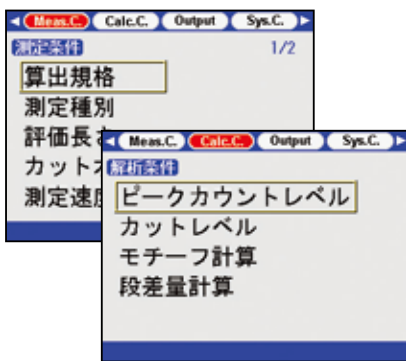 Meas.C. Calc.C. Output Sys.C.
測定条件 1/2
算出規格
測定種別
評価長
カット
測定速
Meas.C. Calc.C. Output Sys.C.
解析条件
ピークカウントレベル
カットレベル
モチーフ計算
段差量計算